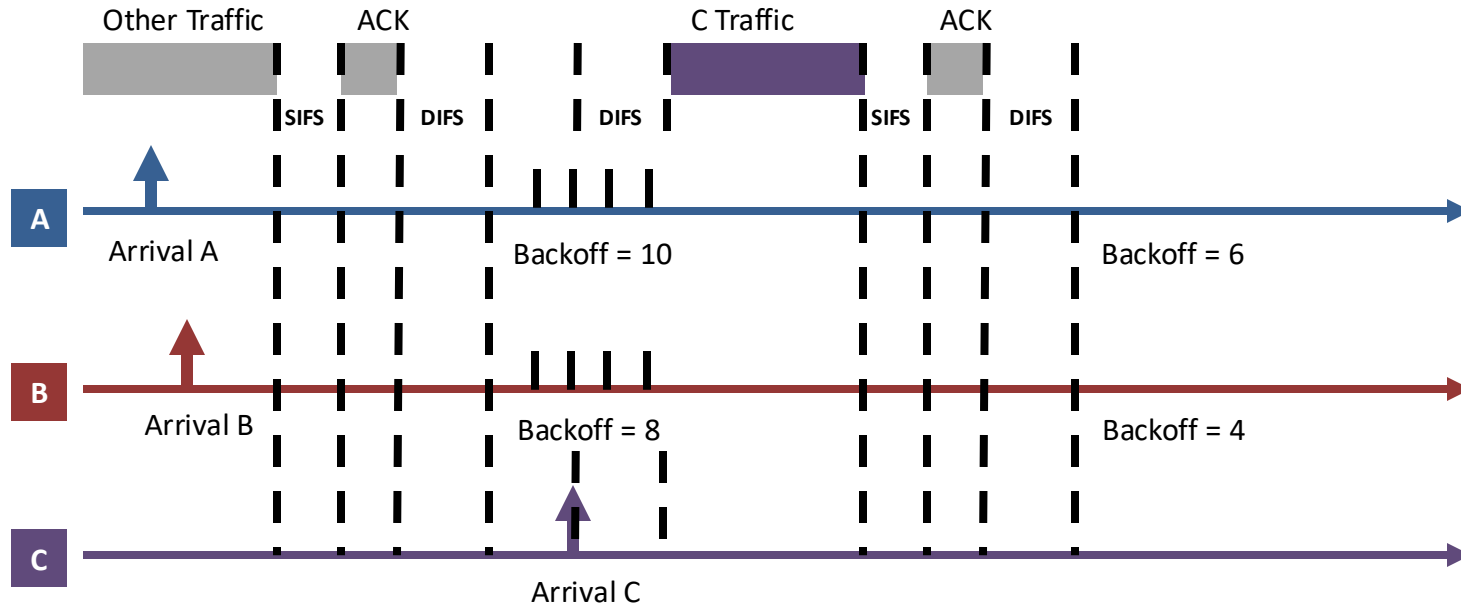 Other Traffic
ACK
C Traffic
ACK
SIFS
DIFS
DIFS
SIFS
DIFS
A
Arrival A
Backoff = 10
Backoff = 6
B
Arrival B
Backoff = 8
Backoff = 4
C
Arrival C